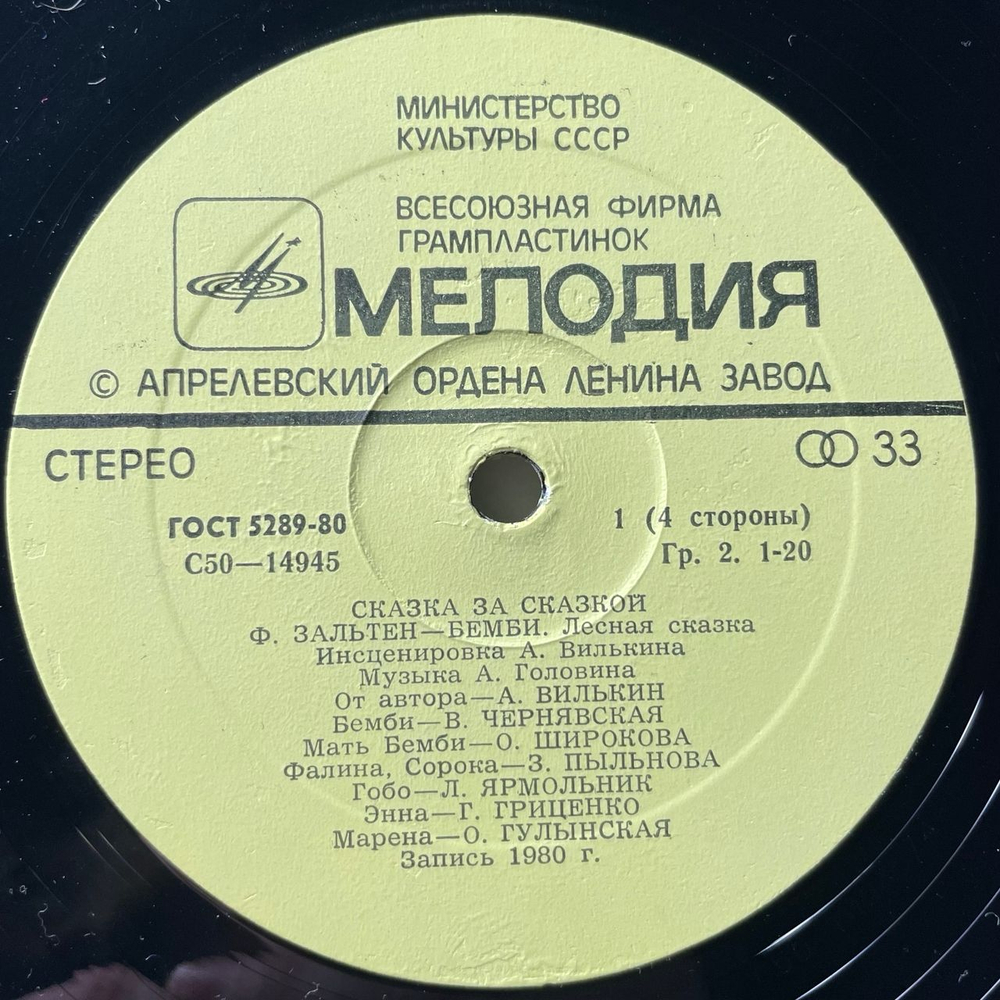 МИНИСТЕРСТВО
КУЛЬТУРЫ СССР
ВСЕСОЮЗНАЯ ФИРМА
ГРАМПЛАСТИНОК
МЕЛОДИЯ
© АПРЕЛЕВСКИЙ ОРДЕНА ЛЕНИНА ЗАВОД
СТЕРЕО
33
ГОСТ 5289-80
С50—14945
1 (4 стороны)
Гр. 2. 1-20
СКАЗКА ЗА СКАЗКОЙ
Ф. ЗАЛЬТЕН—БЕМБИ. Лесная сказка
Инсценировка А. Вилькина
Музыка А. Головина
От автора—А. ВИЛЬКИН
Бемби—В. ЧЕРНЯВСКАЯ
Мать Бемби—О. ШИРОКОВА
Фалина, Сорока—З. ПЫЛЬНОВА
Гобо—Л. ЯРМОЛЬНИК
Энна—Г. ГРИЦЕНКО
Марена—О. ГУЛЫНСКАЯ
Запись 1980 г.